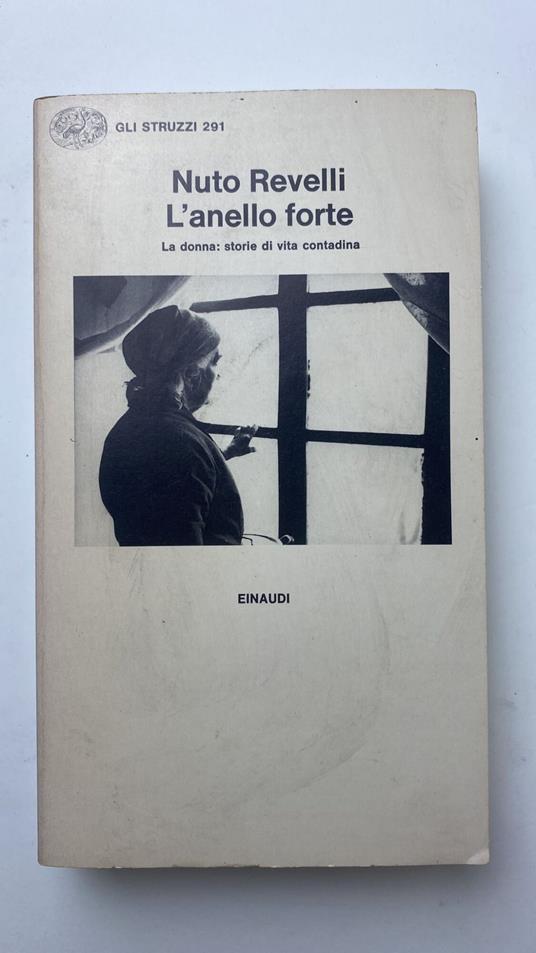 GLI STRUZZI 291
Nuto Revelli
L'anello forte
La donna: storie di vita contadina
EINAUDI